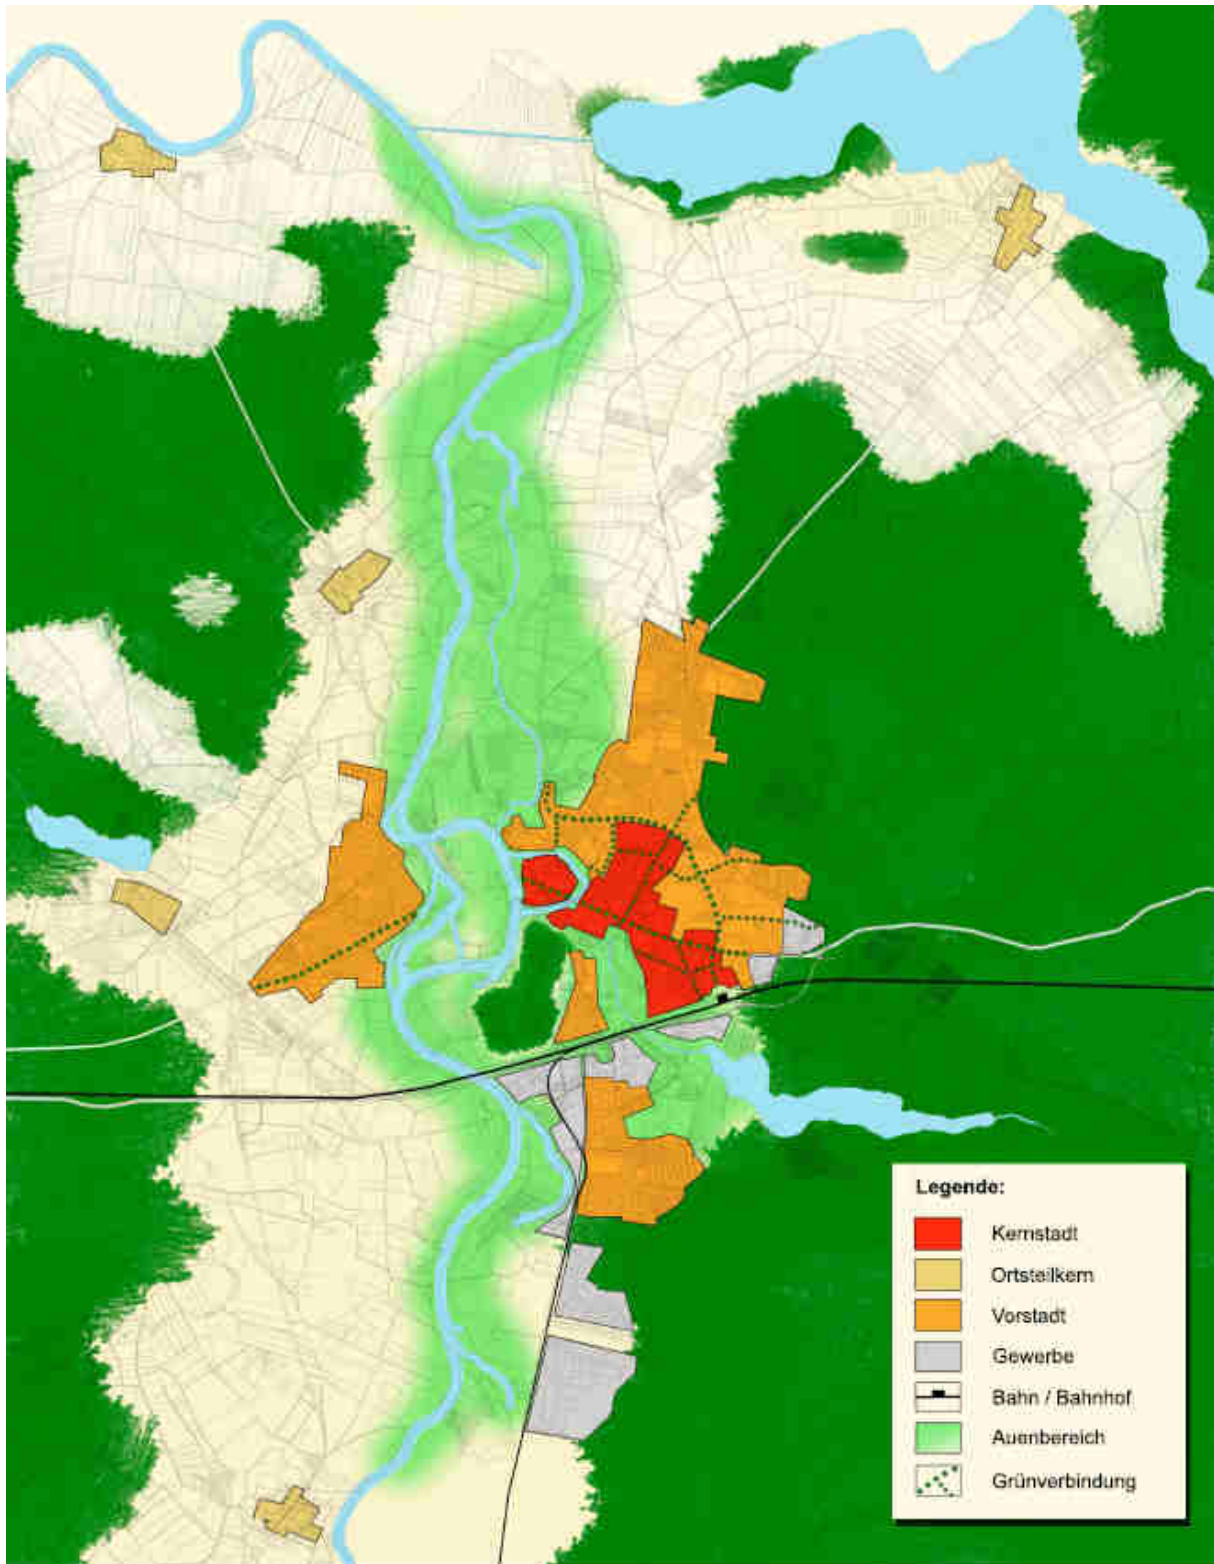 Legende:
Kernstadt
Ortsteilkern
Vorstadt
Gewerbe
Bahn / Bahnhof
Auenbereich
Grünverbindung